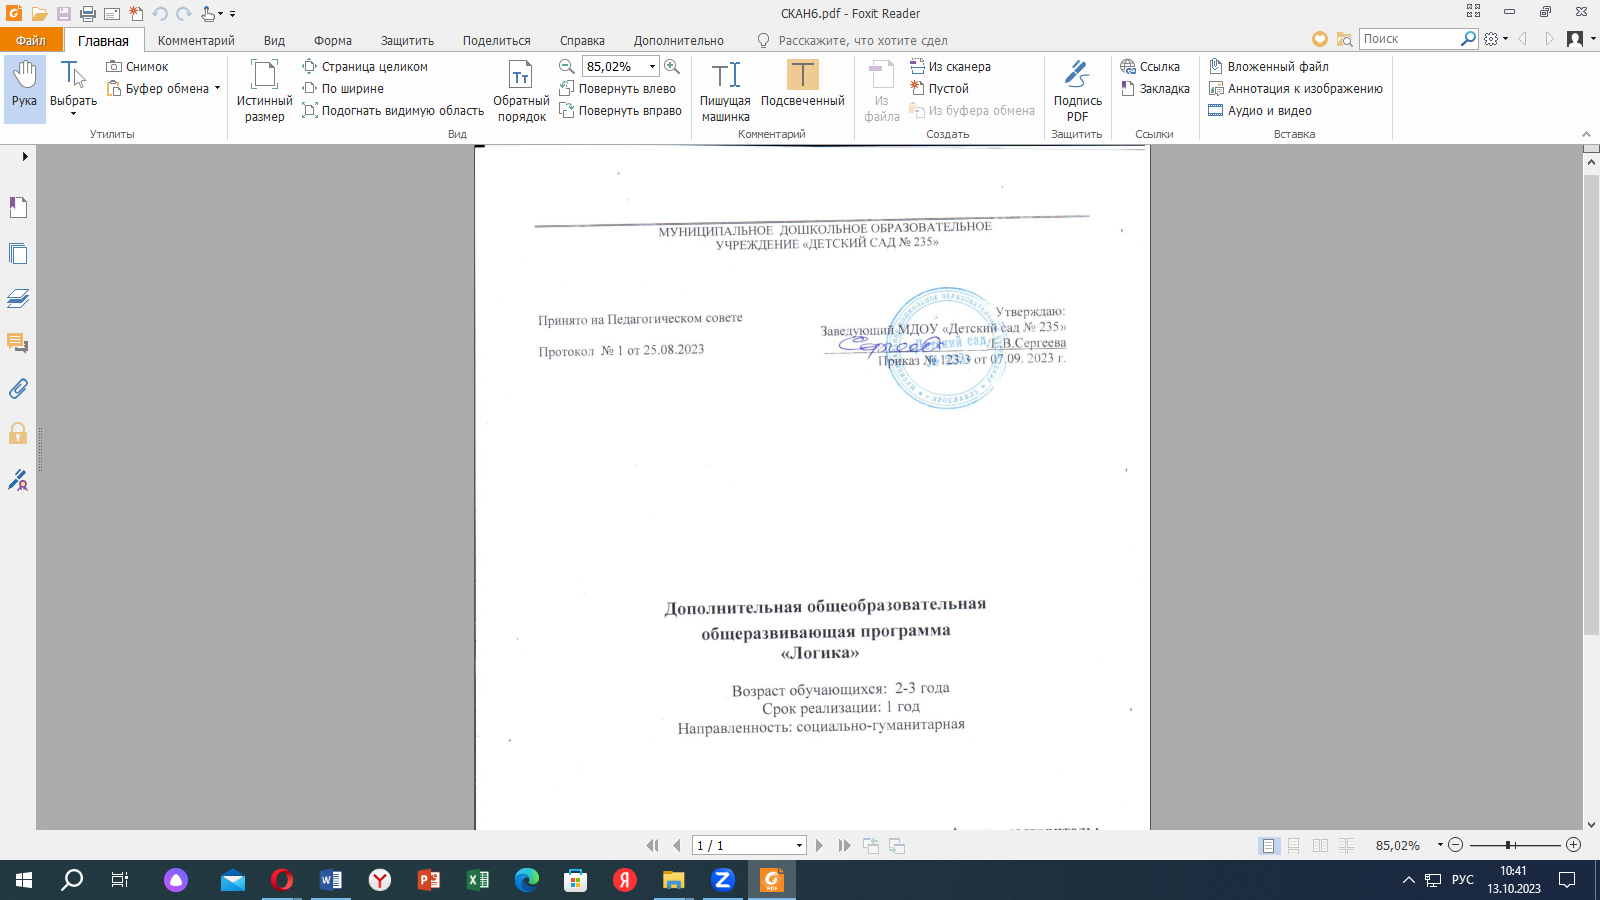 СКАН6.pdf - Foxit Reader
Файл Главная Комментарий Вид Форма Защитить Поделиться Справка Дополнительно Расскажите, что хотите сдел Поиск
Рука
Выбрать
Снимок
Буфер обмена
Утилиты
Истинный размер
Страница целиком
По ширине
Подогнать видимую область
Обратный порядок
85,02%
Повернуть влево
Повернуть вправо
Вид
Пишущая машинка
Подсвеченный
Комментарий
Из файла
Из сканера
Пустой
Из буфера обмена
Создать
Подпись PDF
Защитить
Ссылка
Закладка
Ссылки
Вложенный файл
Аннотация к изображению
Аудио и видео
Вставка
МУНИЦИПАЛЬНОЕ ДОШКОЛЬНОЕ ОБРАЗОВАТЕЛЬНОЕ
УЧРЕЖДЕНИЕ «ДЕТСКИЙ САД № 235»
Принято на Педагогическом совете
Протокол № 1 от 25.08.2023
Утверждаю:
Заведующий МДОУ «Детский сад № 235»
/Е.В.Сергеева
Приказ № 123/3 от 07.09. 2023 г.
Детский сад
г. ЯРОСЛАВЛЬ
Дополнительная общеобразовательная
общеразвивающая программа
«Логика»
Возраст обучающихся: 2-3 года
Срок реализации: 1 год
Направленность: социально-гуманитарная
1 / 1
85,02%
РУС
10:41
13.10.2023